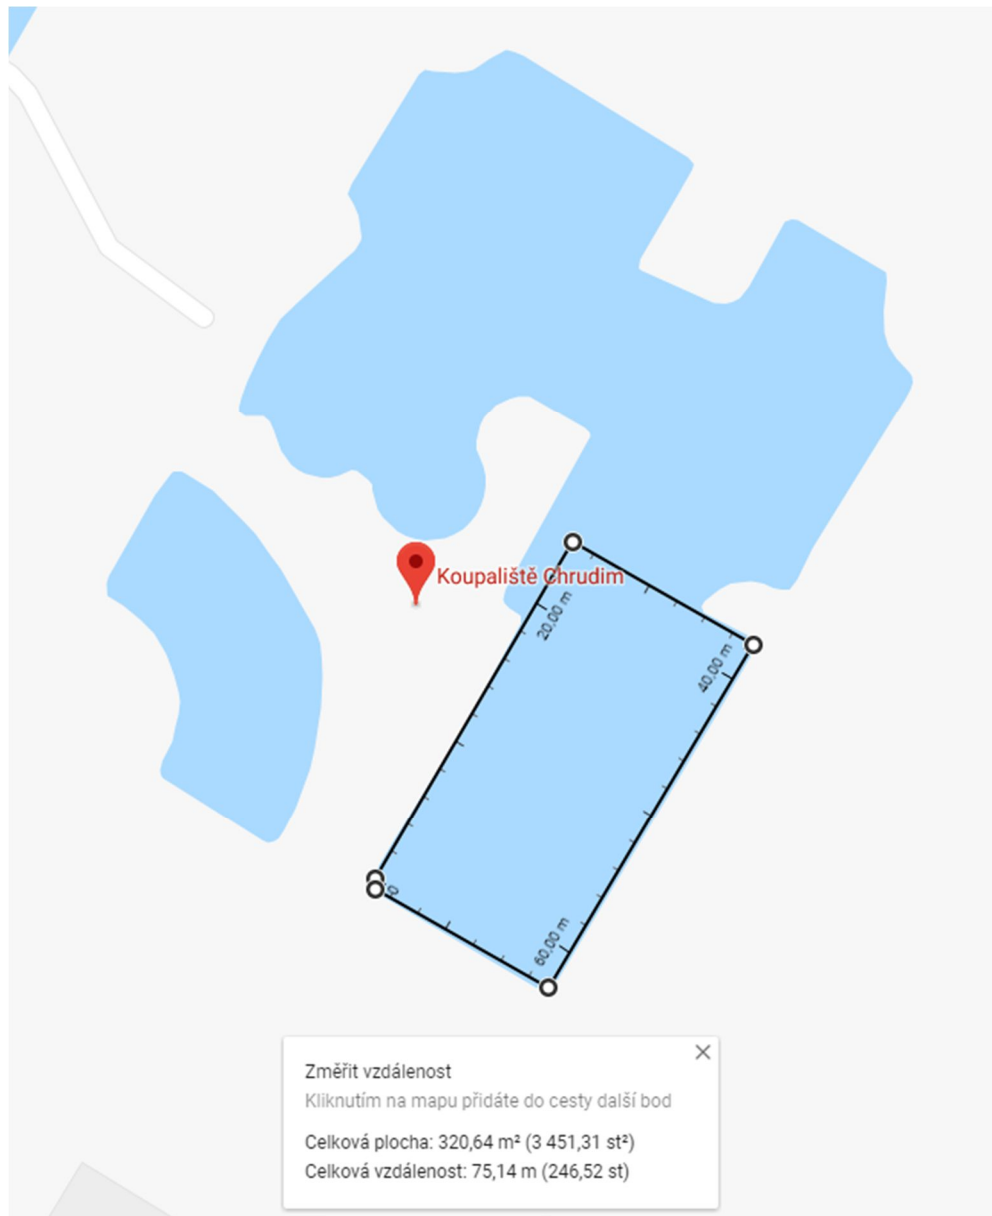 Koupaliště Chrudim
20,00 m
40,00 m
0
60,00 m
Změřit vzdálenost
Kliknutím na mapu přidáte do cesty další bod
Celková plocha: 320,64 m² (3 451,31 st²)
Celková vzdálenost: 75,14 m (246,52 st)